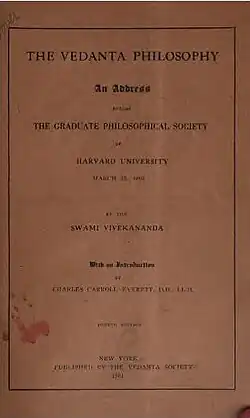 THE VEDANTA PHILOSOPHY
An Address
BEFORE
THE GRADUATE PHILOSOPHICAL SOCIETY
OF
HARVARD UNIVERSITY
MARCH 25, 1896
BY THE
SWAMI VIVEKANANDA
With an Introduction
BY
CHARLES CARROLL EVERETT, D.D., LL.D.
EDITION
NEW YORK
PUBLISHED BY THE VEDANTA SOCIETY